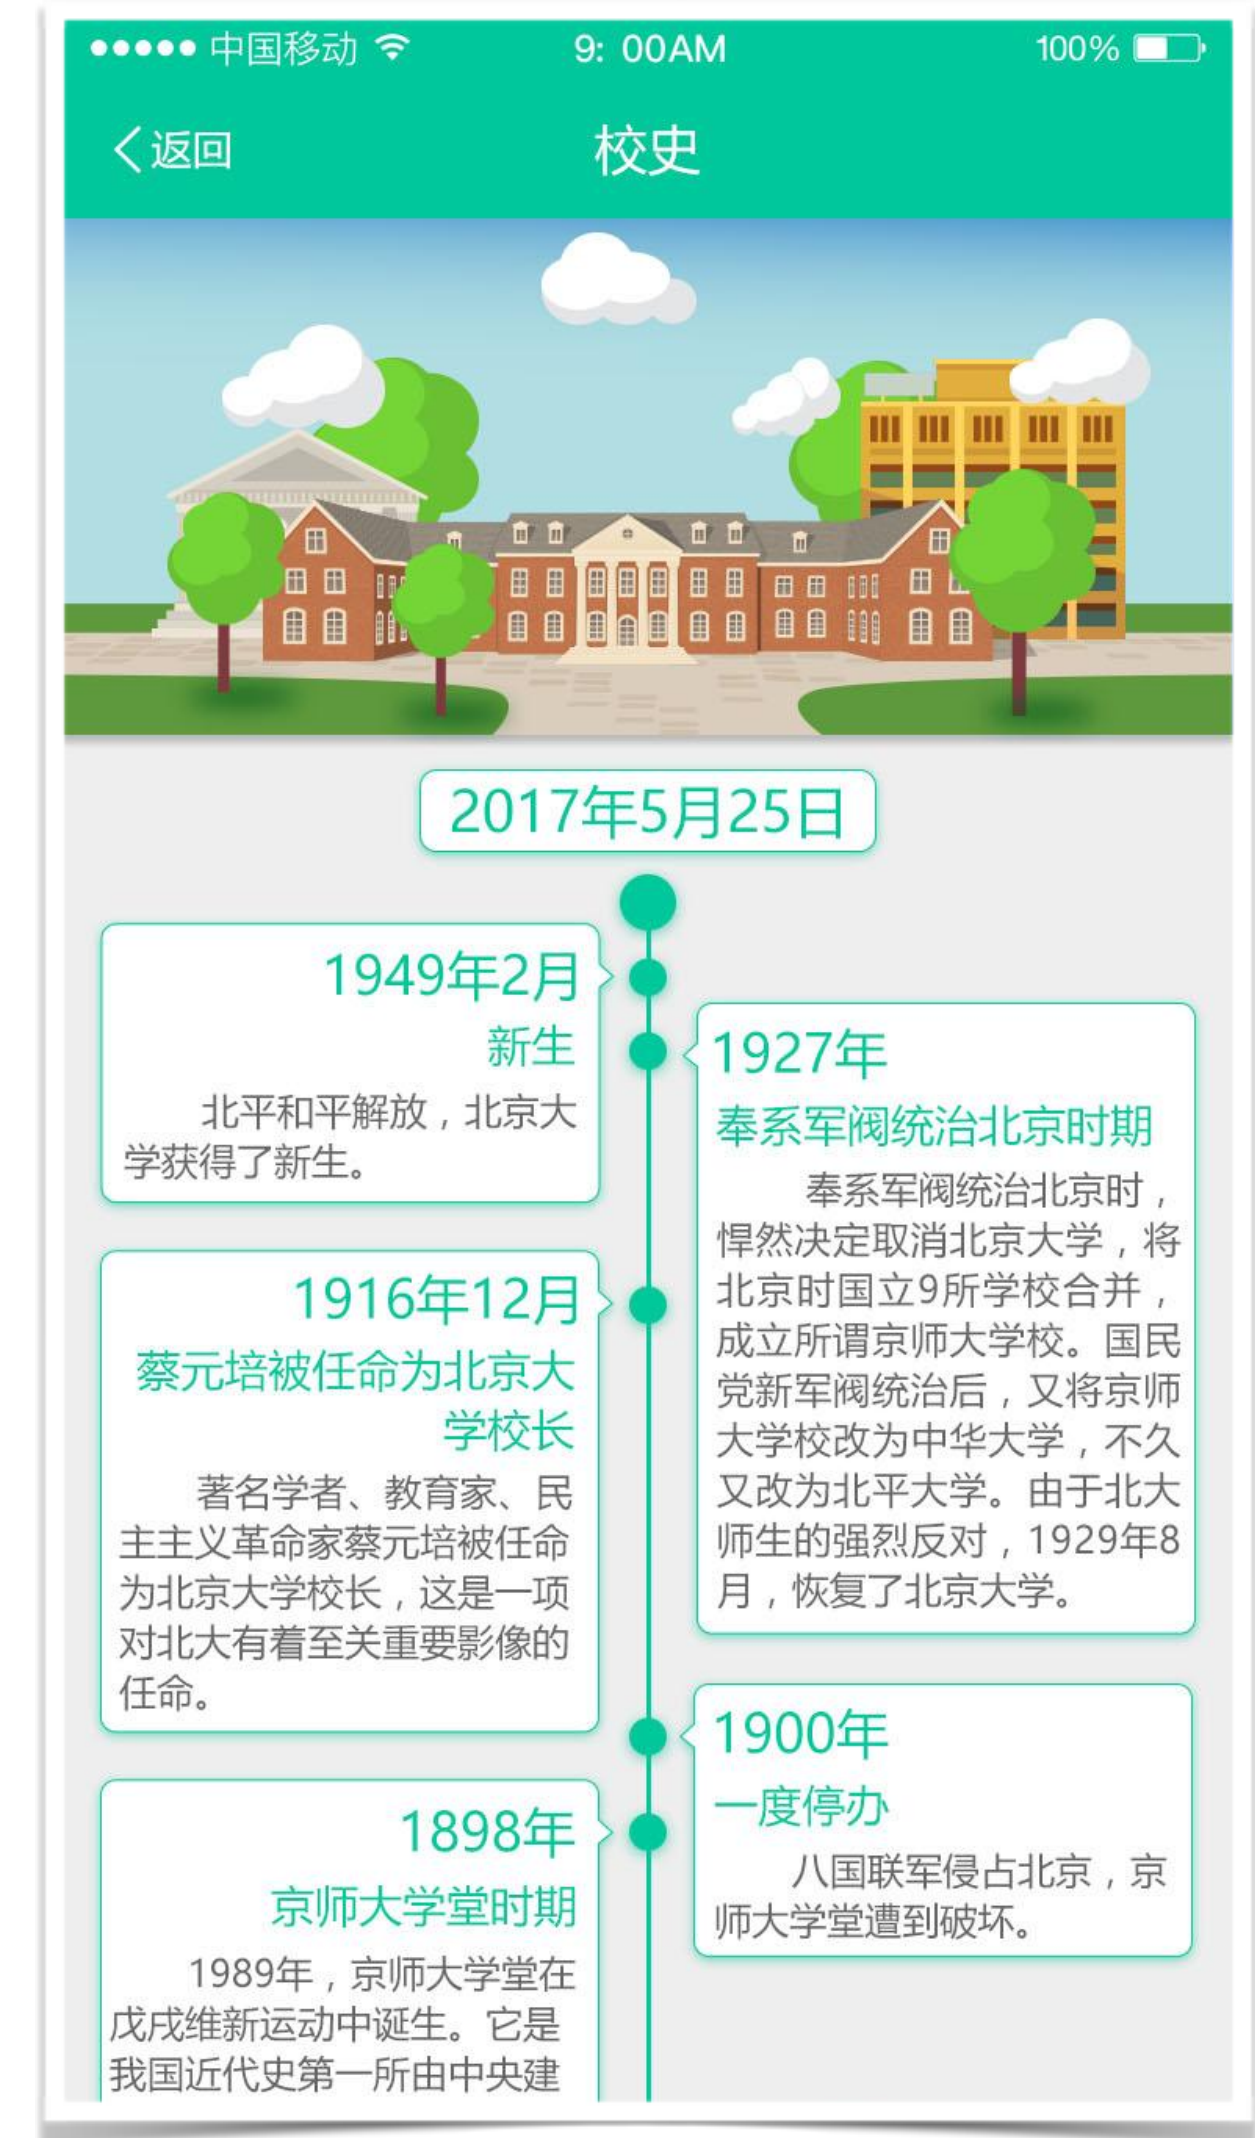 中国移动
9: 00AM
100%
返回
校史
2017年5月25日
1949年2月
新生
北平和平解放，北京大
学获得了新生。
1927年
奉系军阀统治北京时期
奉系军阀统治北京时，
悍然决定取消北京大学，将
北京时国立9所学校合并，
成立所谓京师大学校。国民
党新军阀统治后，又将京师
大学校改为中华大学，不久
又改为北平大学。由于北大
师生的强烈反对，1929年8
月，恢复了北京大学。
1916年12月
蔡元培被任命为北京大
学校长
著名学者、教育家、民
主主义革命家蔡元培被任命
为北京大学校长，这是一项
对北大有着至关重要影像的
任命。
1900年
一度停办
八国联军侵占北京，京
师大学堂遭到破坏。
1898年
京师大学堂时期
1989年，京师大学堂在
戊戌维新运动中诞生。它是
我国近代史第一所由中央建